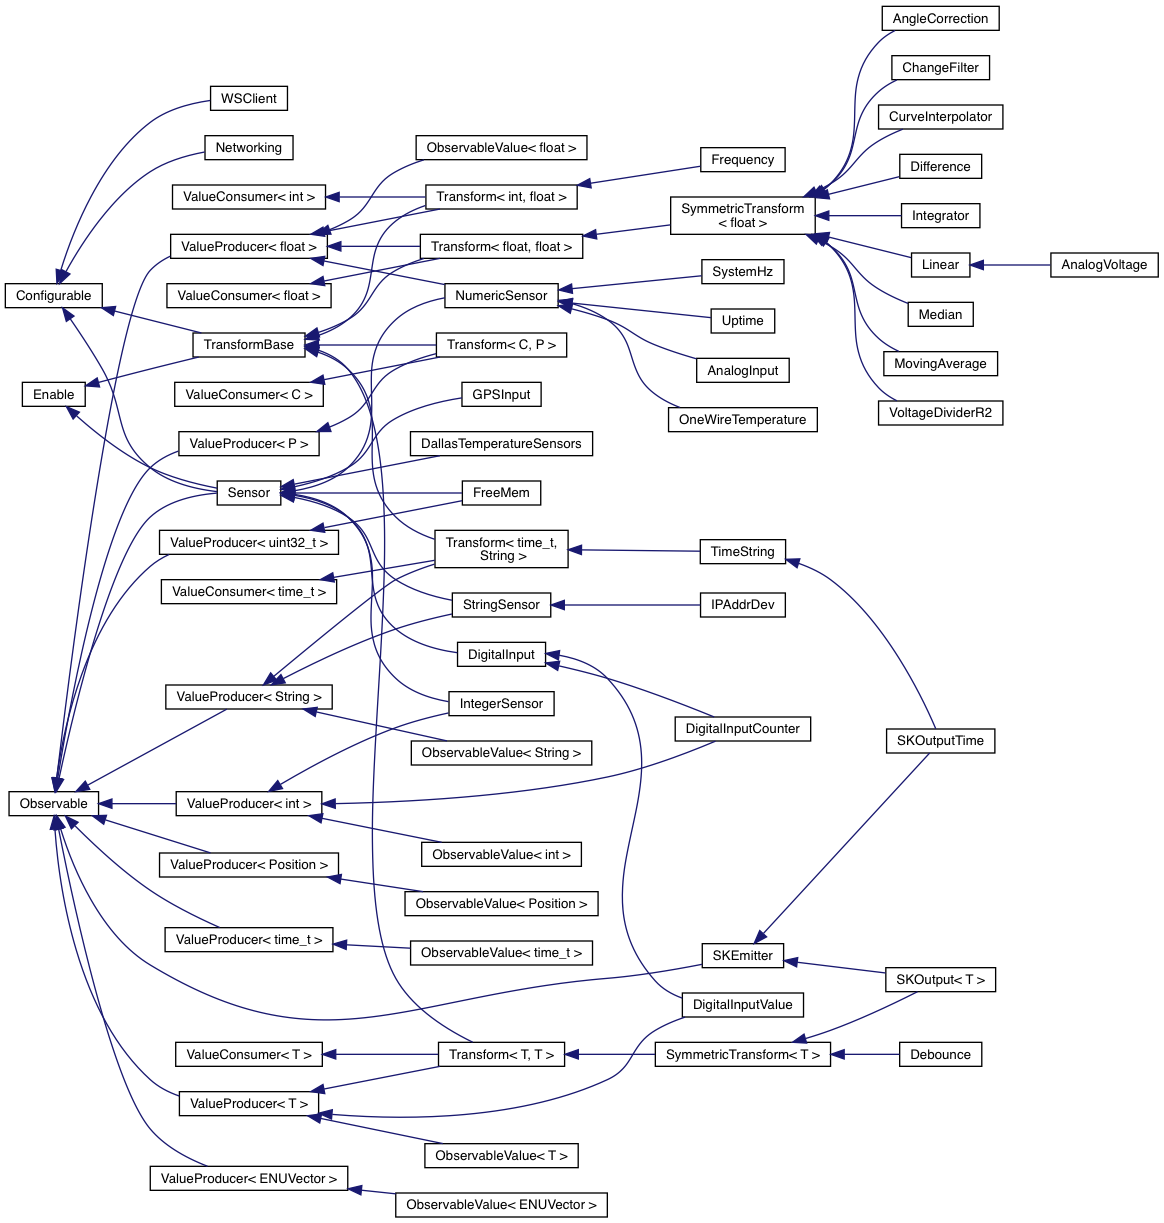 AngleCorrection
ChangeFilter
WSClient
CurveInterpolator
Networking
ObservableValue< float >
Frequency
Difference
ValueConsumer< int >
Transform< int, float >
SymmetricTransform
< float >
Integrator
ValueProducer< float >
Transform< float, float >
Linear
AnalogVoltage
SystemHz
Configurable
ValueConsumer< float >
NumericSensor
Median
Uptime
TransformBase
Transform< C, P >
MovingAverage
AnalogInput
Enable
ValueConsumer< C >
GPSInput
VoltageDividerR2
OneWireTemperature
ValueProducer< P >
DallasTemperatureSensors
Sensor
FreeMem
ValueProducer< uint32_t >
Transform< time_t,
String >
TimeString
ValueConsumer< time_t >
StringSensor
IPAddrDev
DigitalInput
ValueProducer< String >
IntegerSensor
DigitalInputCounter
SKOutputTime
ObservableValue< String >
Observable
ValueProducer< int >
ObservableValue< int >
ValueProducer< Position >
ObservableValue< Position >
ValueProducer< time_t >
ObservableValue< time_t >
SKEmitter
SKOutput< T >
DigitalInputValue
ValueConsumer< T >
Transform< T, T >
SymmetricTransform< T >
Debounce
ValueProducer< T >
ObservableValue< T >
ValueProducer< ENUVector >
ObservableValue< ENUVector >